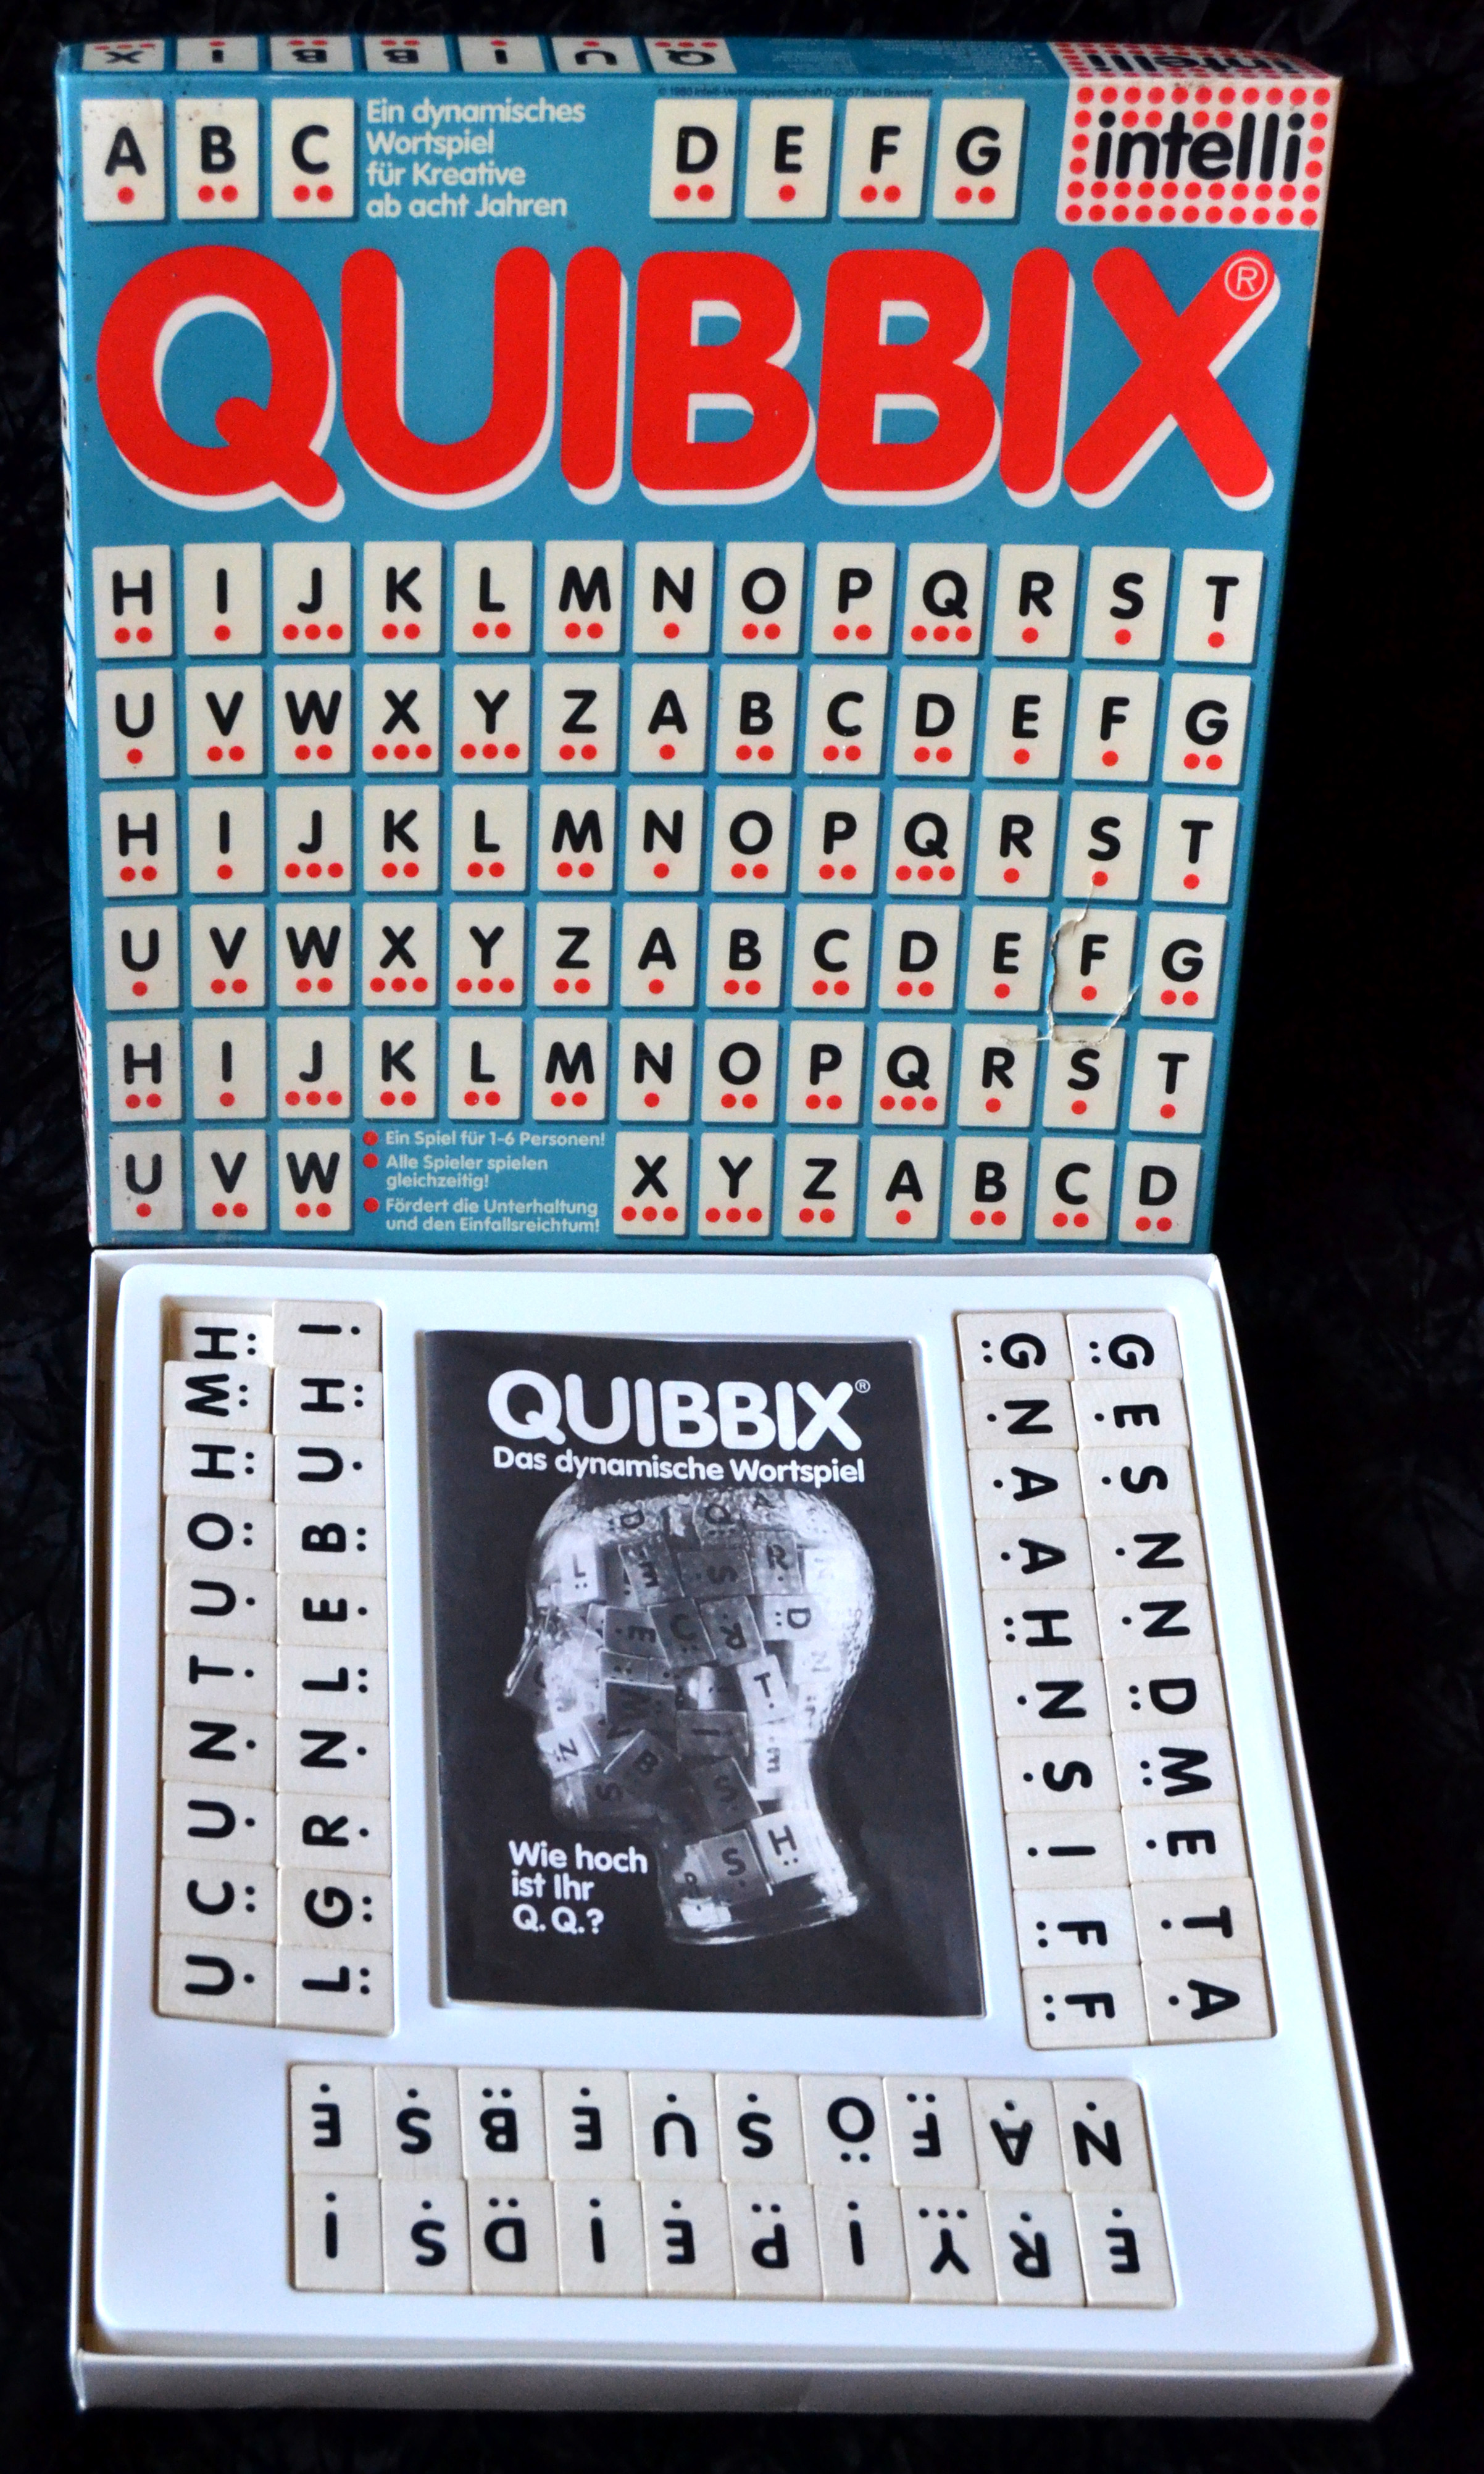 X I B B I U Q
intelli
A B C
Ein dynamisches
Wortspiel
für Kreative
ab acht Jahren
D E F G
intelli
QUIBBIX®
H I J K L M N O P Q R S T
U V W X Y Z A B C D E F G
H I J K L M N O P Q R S T
U V W X Y Z A B C D E F G
H I J K L M N O P Q R S T
U V W
Ein Spiel für 1-6 Personen!
Alle Spieler spielen
gleichzeitig!
Fördert die Unterhaltung
und den Einfallsreichtum!
X Y Z A B C D
H M H O U T N U C U
I H U B E L N R G L
QUIBBIX®
Das dynamische Wortspiel
Wie hoch
ist Ihr
Q.Q.?
G N A A H N S I F F
G E S N N D M E T A
E S B E U S O F A N
I S D I E P I Y R E